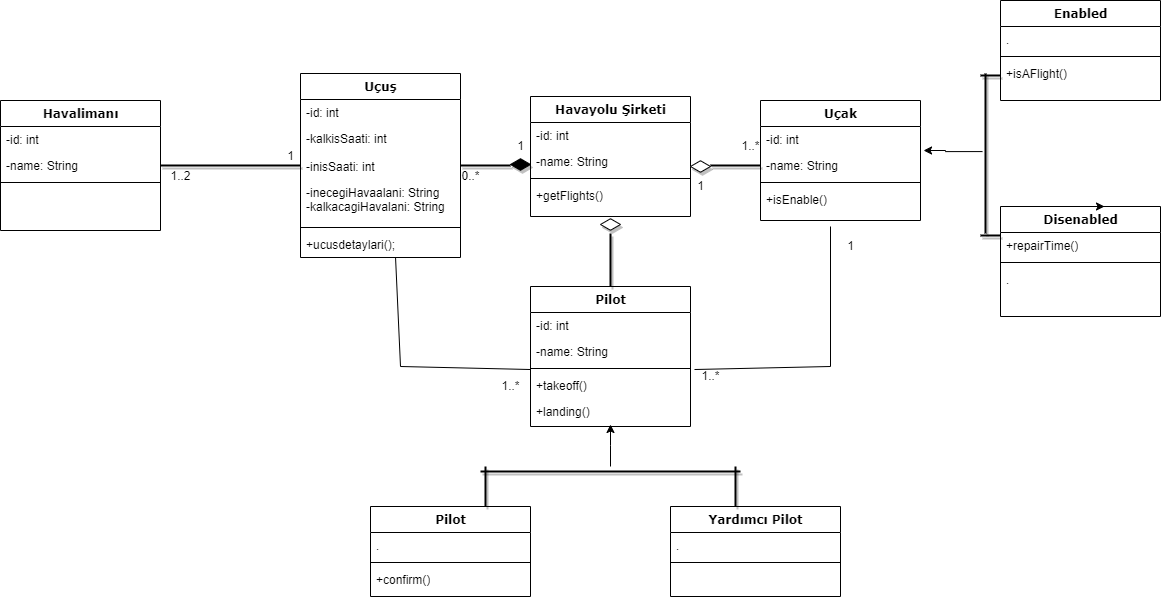 Enabled
.
+isAFlight()
Uçuş
-id: int
-kalkisSaati: int
-inisSaati: int
-inecegiHavaalani: String
-kalkacagiHavalani: String
+ucusdetaylari();
Havayolu Şirketi
-id: int
-name: String
+getFlights()
Havalimanı
-id: int
-name: String
Uçak
-id: int
-name: String
+isEnable()
1..2
1
0..*
1
1..*
1
Disenabled
+repairTime()
.
1
Pilot
-id: int
-name: String
+takeoff()
+landing()
1..*
1..*
Pilot
.
+confirm()
Yardımcı Pilot
.